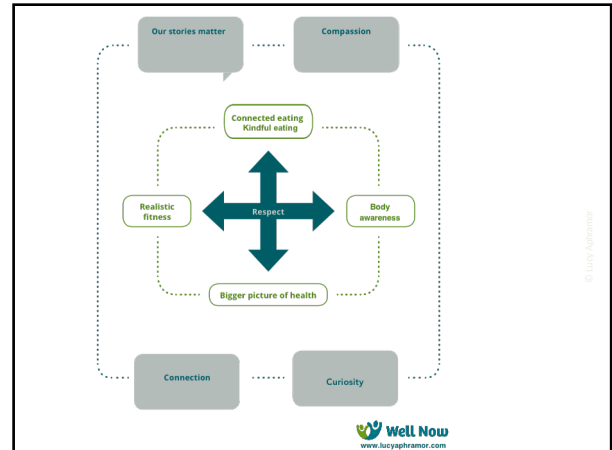 Our stories matter
Compassion
Connected eating
Kindful eating
Realistic
fitness
Respect
Body
awareness
Bigger picture of health
Connection
Curiosity
Well Now
www.lucyaphramor.com
© Lucy Aphramor